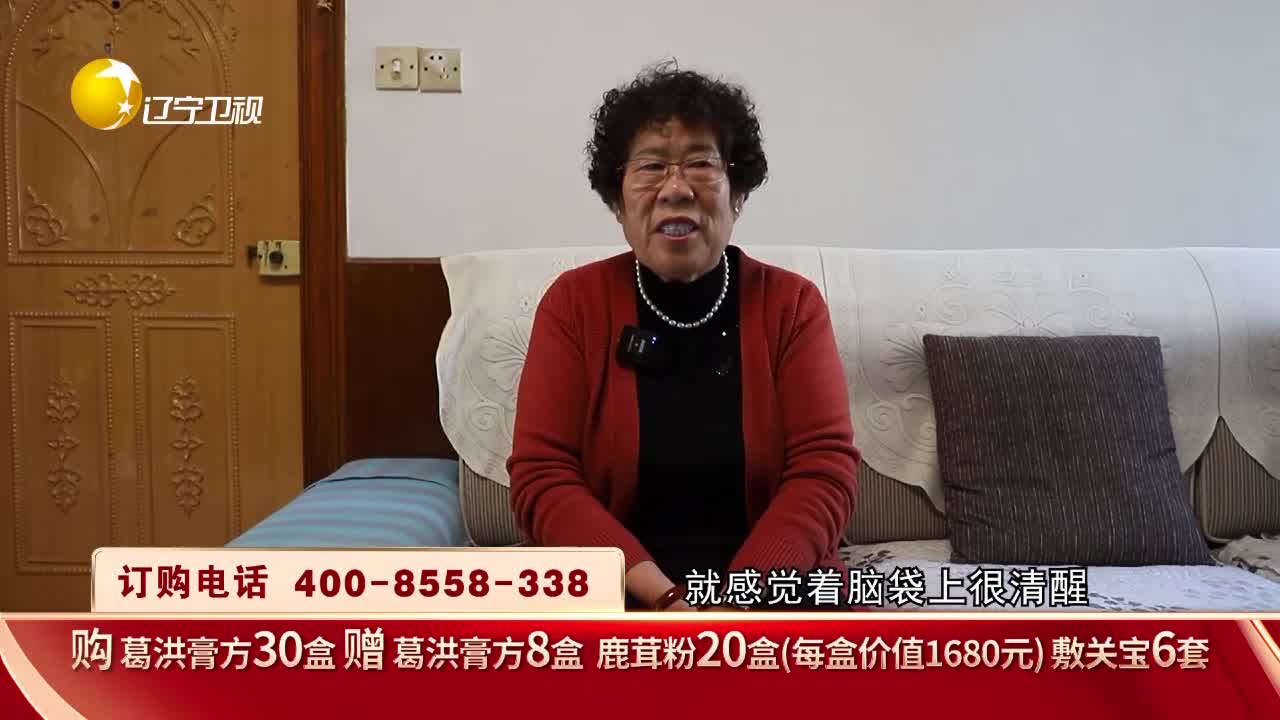 辽宁卫视
订购电话 400-8558-338
就感觉着脑袋上很清醒
购葛洪膏方30盒 赠 葛洪膏方8盒 鹿茸粉20盒(每盒价值1680元) 敷关宝6套